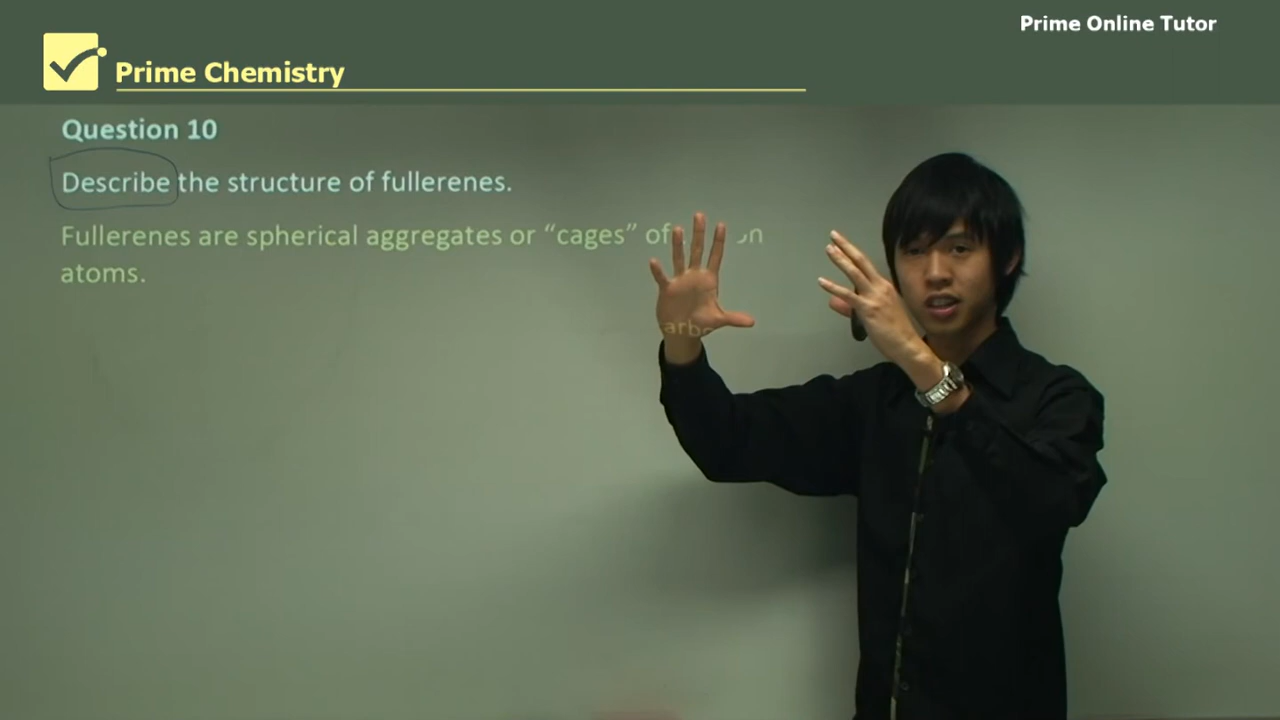 Prime Online Tutor
Prime Chemistry
Question 10
Describe the structure of fullerenes.
Fullerenes are spherical aggregates or “cages” of
atoms.